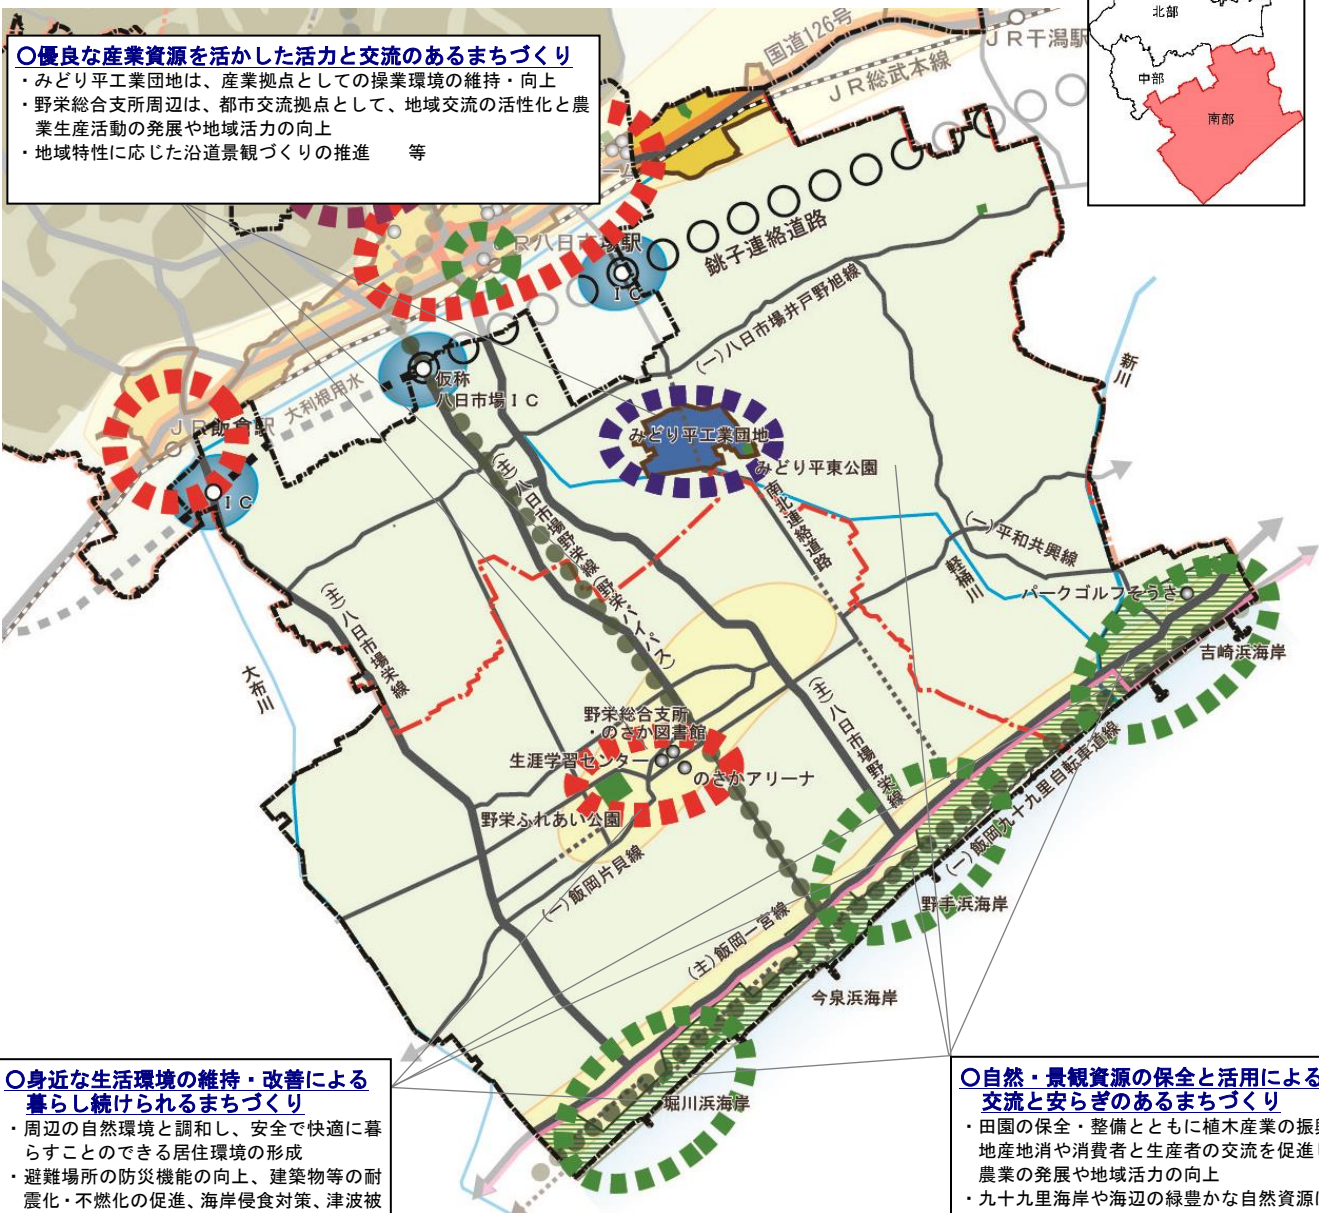 〇優良な産業資源を活かした活力と交流のあるまちづくり
・みどり平工業団地は、産業拠点としての操業環境の維持・向上
・野栄総合支所周辺は、都市交流拠点として、地域交流の活性化と農
業生産活動の発展や地域活力の向上
・地域特性に応じた沿道景観づくりの推進　等
北部
中部
南部
国道126号
ＪＲ干潟駅
ＪＲ総武本線
銚子連絡道路
ＩＣ
仮称
八日市場ＩＣ
大利根用水
ＪＲ飯倉駅
ＩＣ
(一)八日市場井戸野旭線
新川
みどり平工業団地
みどり平東公園
南北連絡道路
(主)八日市場野栄線(野栄バイパス)
(一)平和共興線
軽桶川
パークゴルフそうさ
吉崎浜海岸
(主)八日市場栄線
大布川
野栄総合支所
・のさか図書館
生涯学習センター
のさかアリーナ
野栄ふれあい公園
(主)八日市場野栄線
(一)飯岡片貝線
(一)飯岡九十九里自転車道線
野手浜海岸
(主)飯岡一宮線
今泉浜海岸
堀川浜海岸
〇身近な生活環境の維持・改善による
暮らし続けられるまちづくり
・周辺の自然環境と調和し、安全で快適に暮
らすことのできる居住環境の形成
・避難場所の防災機能の向上、建築物等の耐
震化・不燃化の促進、海岸侵食対策、津波被
〇自然・景観資源の保全と活用による
交流と安らぎのあるまちづくり
・田園の保全・整備とともに植木産業の振興
地産地消や消費者と生産者の交流を促進し
農業の発展や地域活力の向上
・九十九里海岸や海辺の緑豊かな自然資源